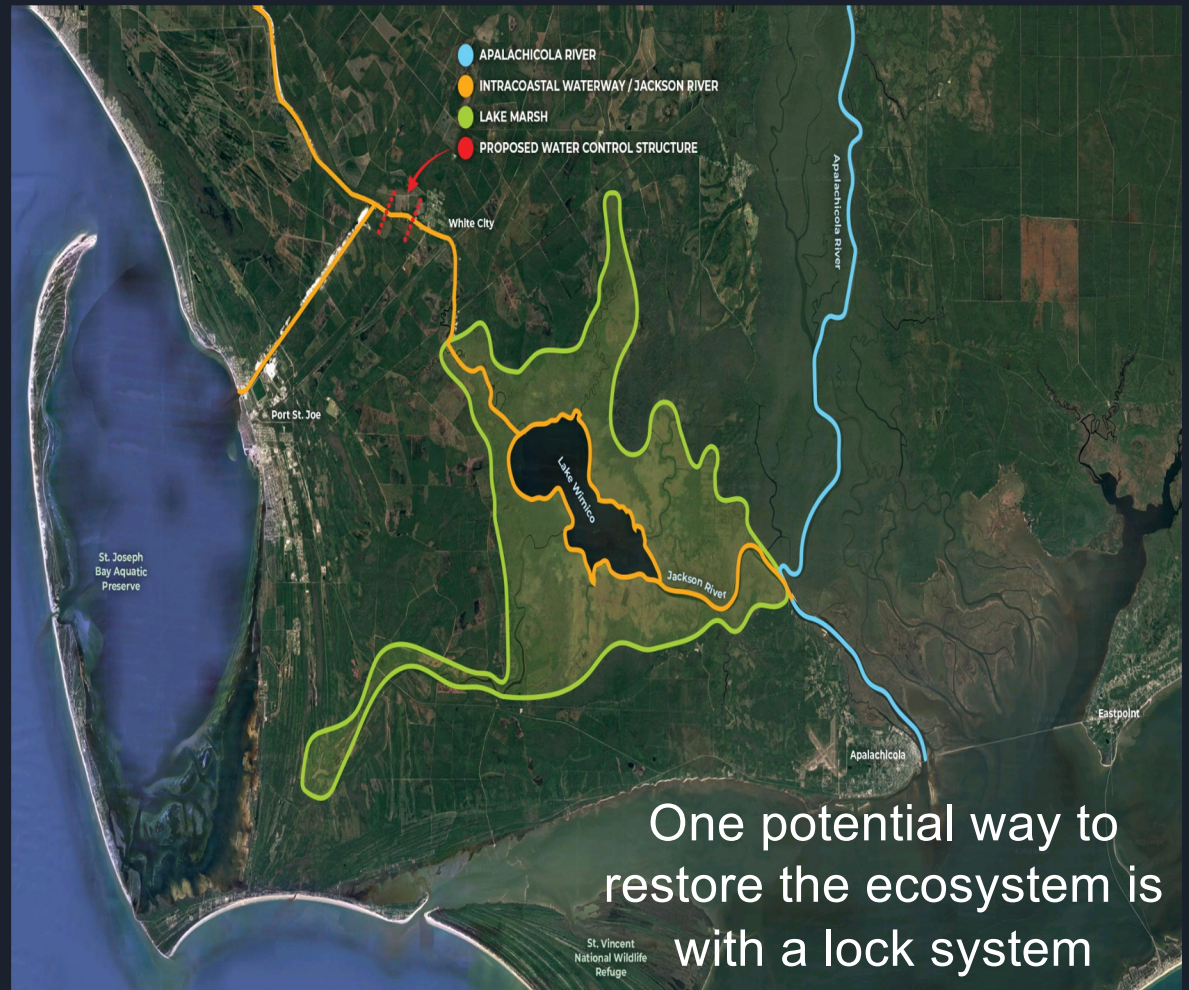 APALACHICOLA RIVER
INTRACOASTAL WATERWAY / JACKSON RIVER
LAKE MARSH
PROPOSED WATER CONTROL STRUCTURE
White City
Apalachicola River
Port St. Joe
Lake Wimico
Jackson River
St. Joseph
Bay Aquatic
Preserve
Eastpoint
Apalachicola
One potential way to
restore the ecosystem is
with a lock system
St. Vincent
National Wildlife
Refuge